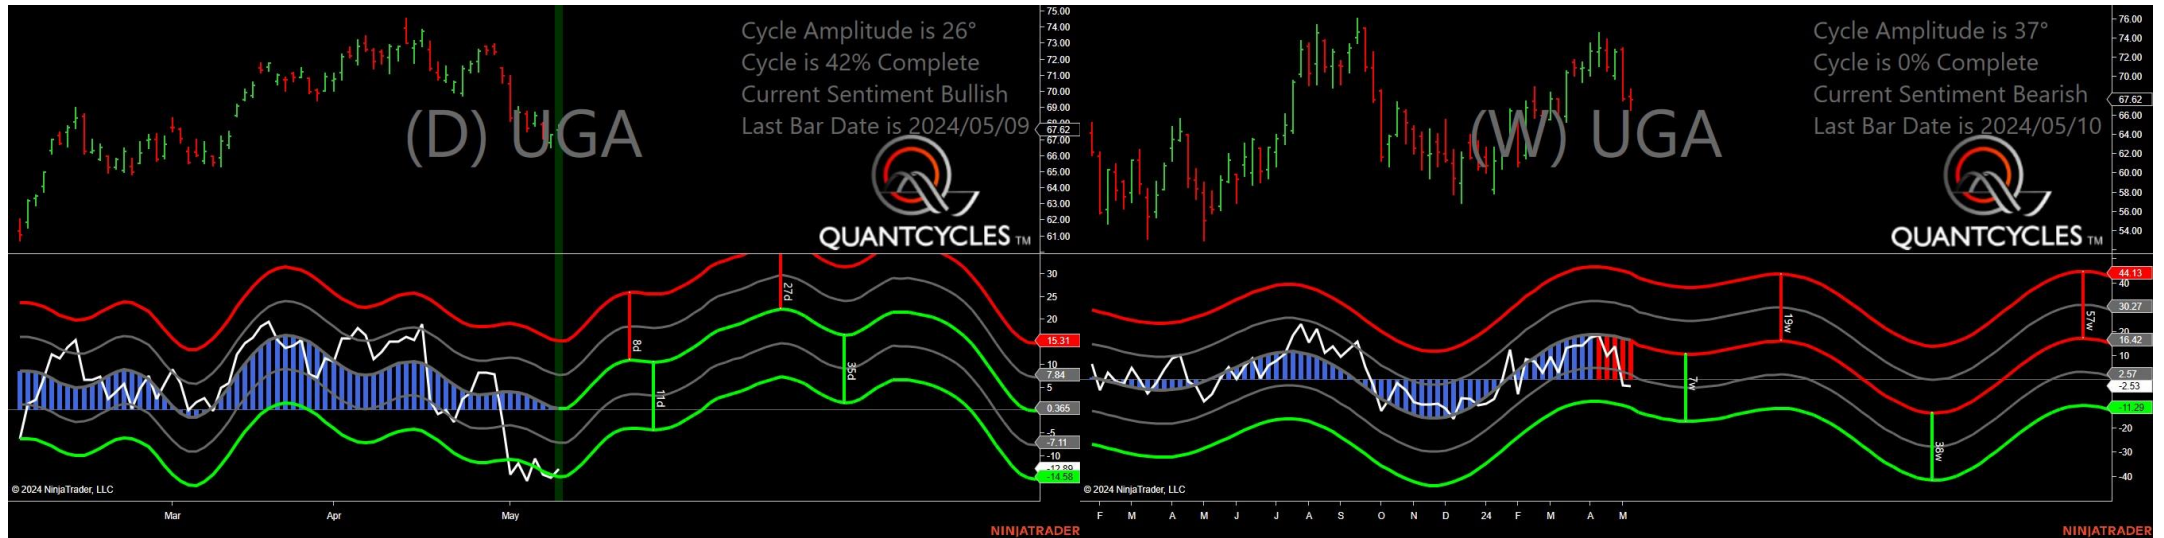 Cycle Amplitude is 26°
Cycle is 42% Complete
Current Sentiment Bullish
Last Bar Date is 2024/05/09
(D) UGA
QUANTCYCLES TM
75.00
74.00
73.00
72.00
71.00
70.00
69.00
67.62
67.00
66.00
65.00
64.00
63.00
62.00
61.00
30
25
20
15.31
10
7.84
5
0.365
-5
-7.11
-10
-12.89
-14.58
8d
11d
27d
35d
© 2024 NinjaTrader, LLC
Mar
Apr
May
NINJATRADER
Cycle Amplitude is 37°
Cycle is 0% Complete
Current Sentiment Bearish
Last Bar Date is 2024/05/10
(W) UGA
QUANTCYCLES TM
76.00
74.00
72.00
70.00
67.62
66.00
64.00
62.00
60.00
58.00
56.00
54.00
44.13
40
30.27
20
16.42
10
2.57
-2.53
-11.29
-20
-30
-40
7w
19w
38w
57w
© 2024 NinjaTrader, LLC
F M A M J J A S O N D 24 F M A M
NINJATRADER